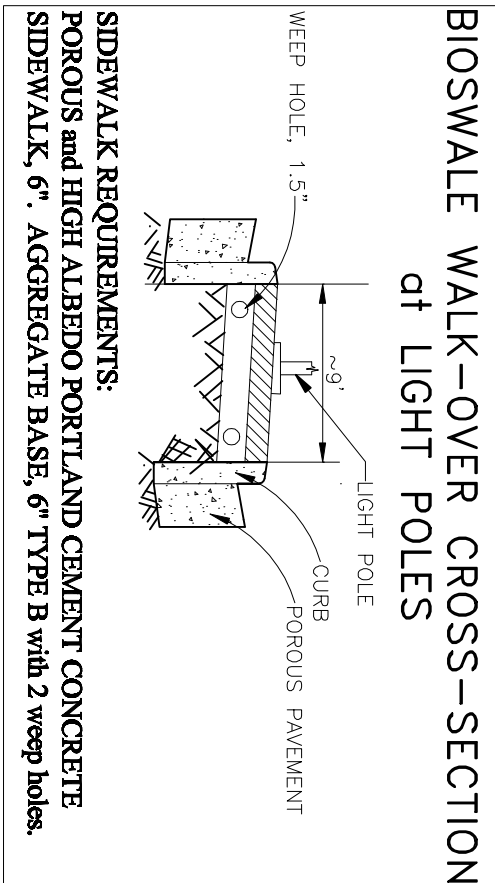 BIOSWALE WALK-OVER CROSS-SECTION
at LIGHT POLES
WEEP HOLE, 1.5"
~9'
LIGHT POLE
CURB
POROUS PAVEMENT
SIDEWALK REQUIREMENTS:
POROUS and HIGH ALBEDO PORTLAND CEMENT CONCRETE
SIDEWALK, 6". AGGREGATE BASE, 6" TYPE B with 2 weep holes.